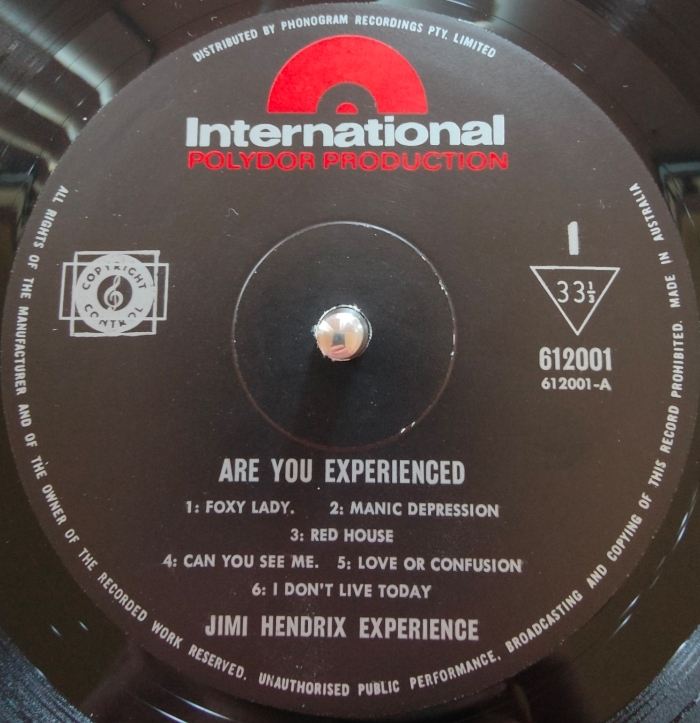 DISTRIBUTED BY PHONOGRAM RECORDINGS PTY. LIMITED
International
POLYDOR PRODUCTION
COPYRIGHT
CONTROL
1
33⅓
612001
612001-A
ARE YOU EXPERIENCED
1: FOXY LADY. 2: MANIC DEPRESSION
3: RED HOUSE
4: CAN YOU SEE ME. 5: LOVE OR CONFUSION
6: I DON'T LIVE TODAY
JIMI HENDRIX EXPERIENCE
ALL RIGHTS OF THE MANUFACTURER AND OF THE OWNER OF THE RECORDED WORK RESERVED. UNAUTHORISED PUBLIC PERFORMANCE, BROADCASTING AND COPYING OF THIS RECORD PROHIBITED. MADE IN AUSTRALIA